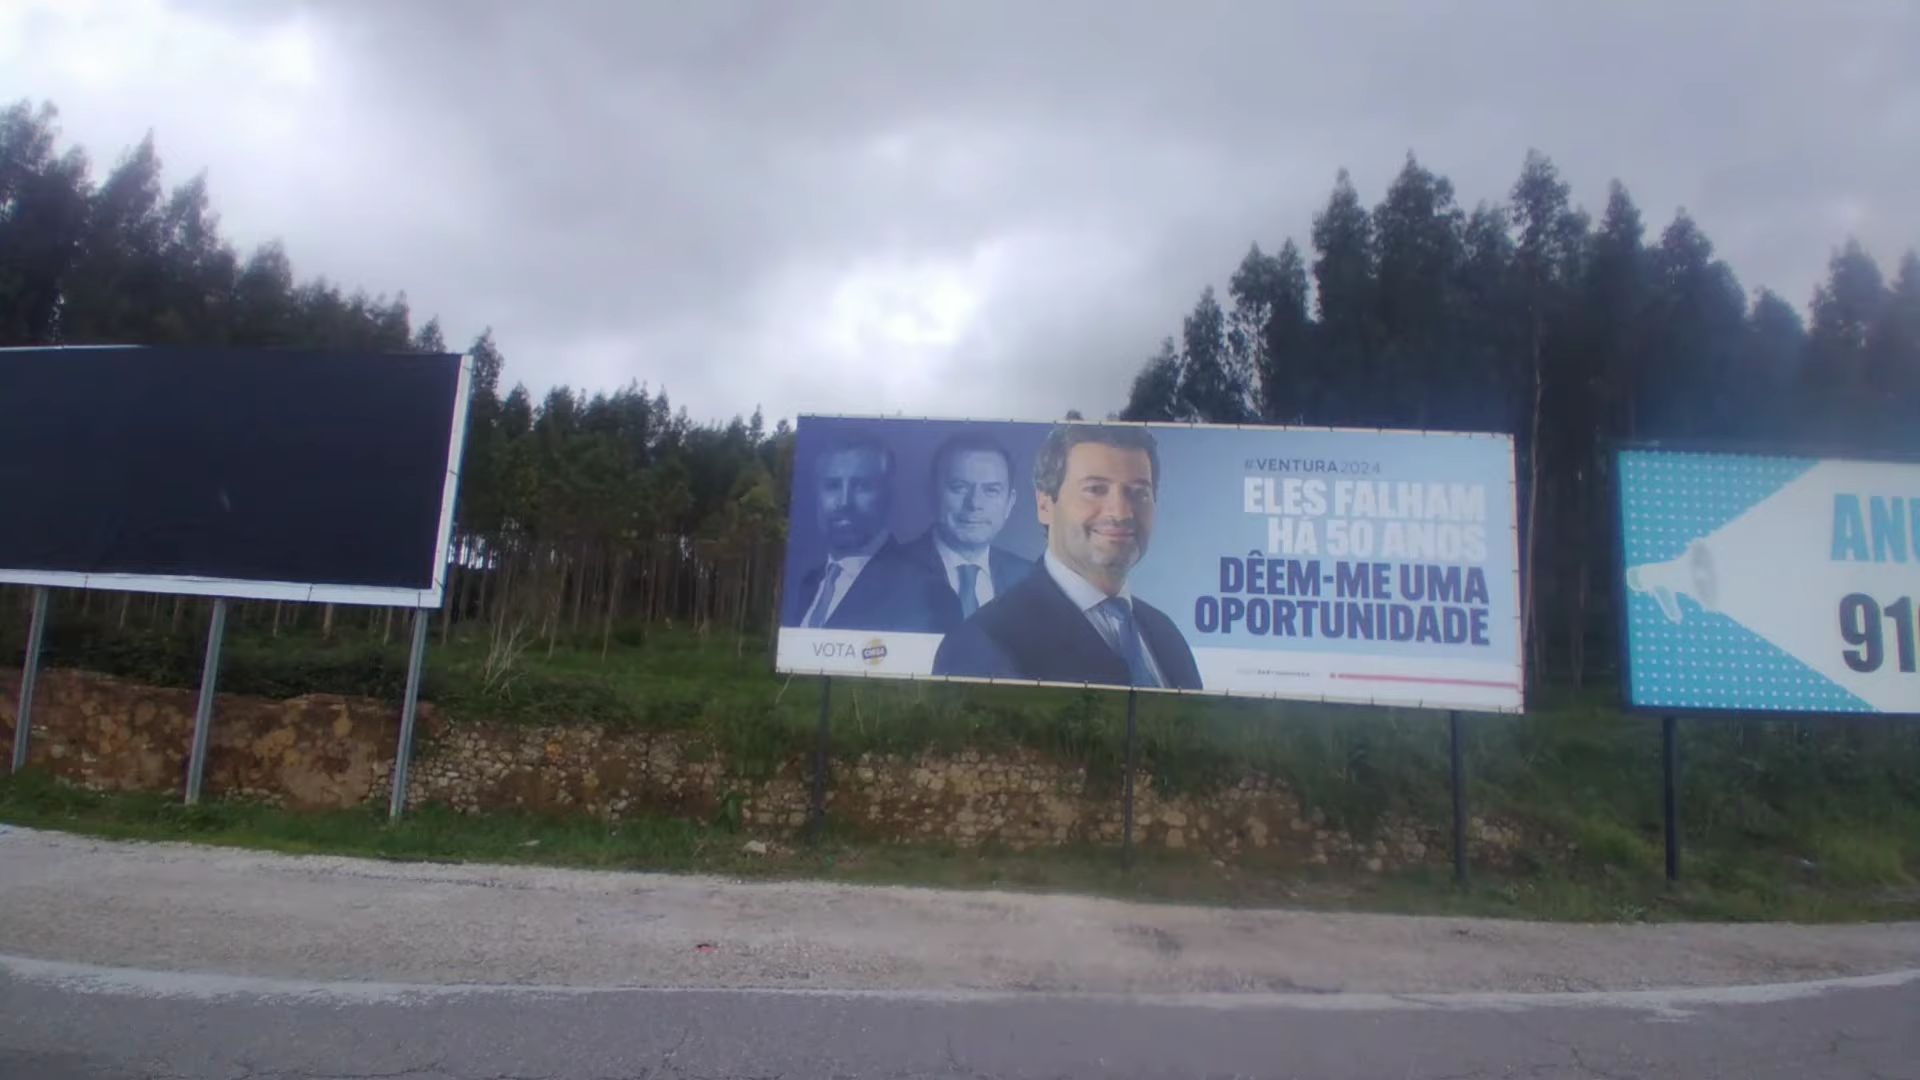 #VENTURA2024
ELES FALHAM
HÁ 50 ANOS
DÊEM-ME UMA
OPORTUNIDADE
VOTA CHEGA
AN
91